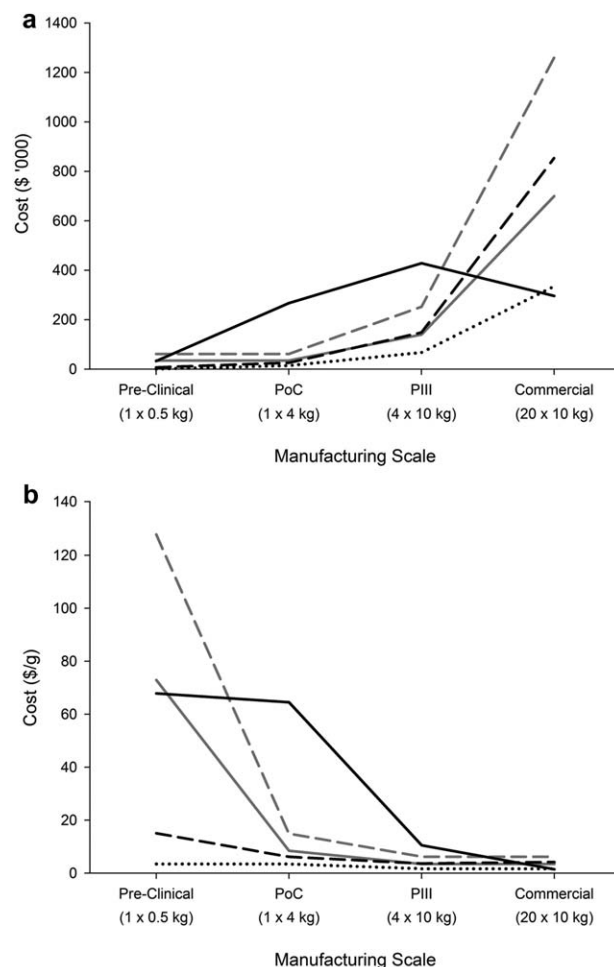 a
1400
1200
1000
800
600
400
200
0
Cost ($ '000)
Pre-Clinical PoC PIII Commercial
(1 x 0.5 kg) (1 x 4 kg) (4 x 10 kg) (20 x 10 kg)
Manufacturing Scale
b
140
120
100
80
60
40
20
0
Cost ($/g)
Pre-Clinical PoC PIII Commercial
(1 x 0.5 kg) (1 x 4 kg) (4 x 10 kg) (20 x 10 kg)
Manufacturing Scale